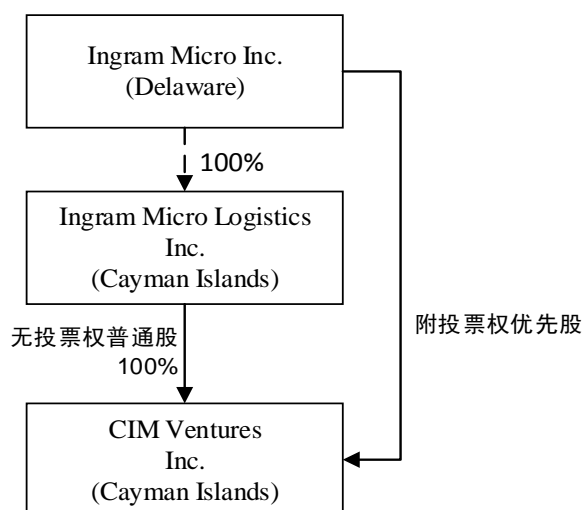 Ingram Micro Inc.
(Delaware)
100%
Ingram Micro Logistics
Inc.
(Cayman Islands)
无投票权普通股
100%
附投票权优先股
CIM Ventures
Inc.
(Cayman Islands)